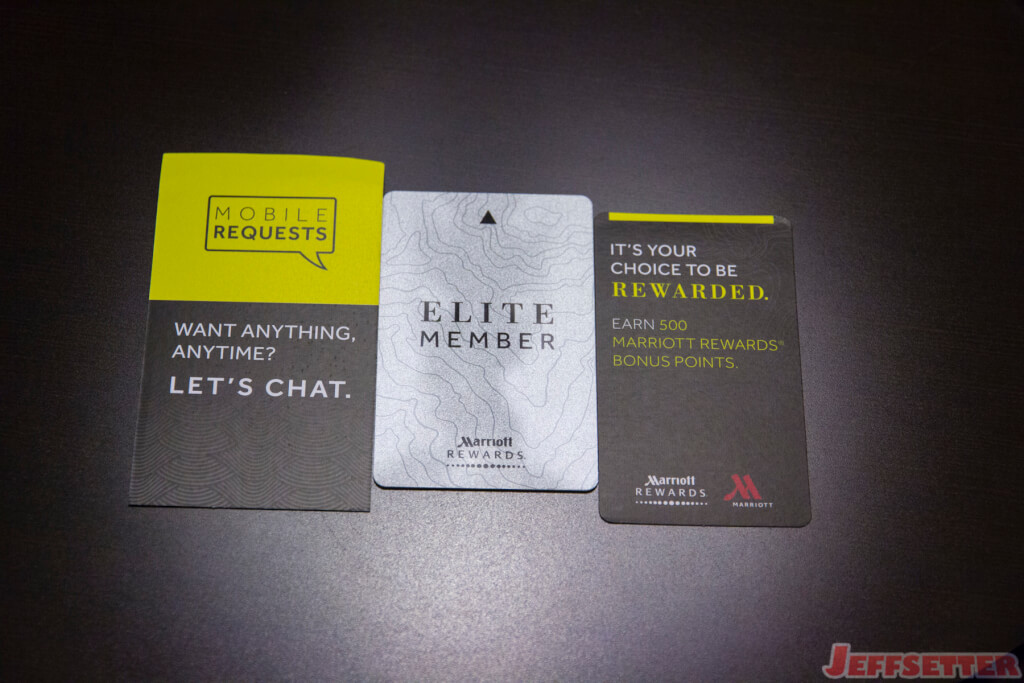 MOBILE
REQUESTS
WANT ANYTHING,
ANYTIME?
LET'S CHAT.
ELITE
MEMBER
Marriott
REWARDS
IT'S YOUR
CHOICE TO BE
REWARDED.
EARN 500
MARRIOTT REWARDS®
BONUS POINTS.
Marriott
REWARDS
MARRIOTT
JEFFSETTER